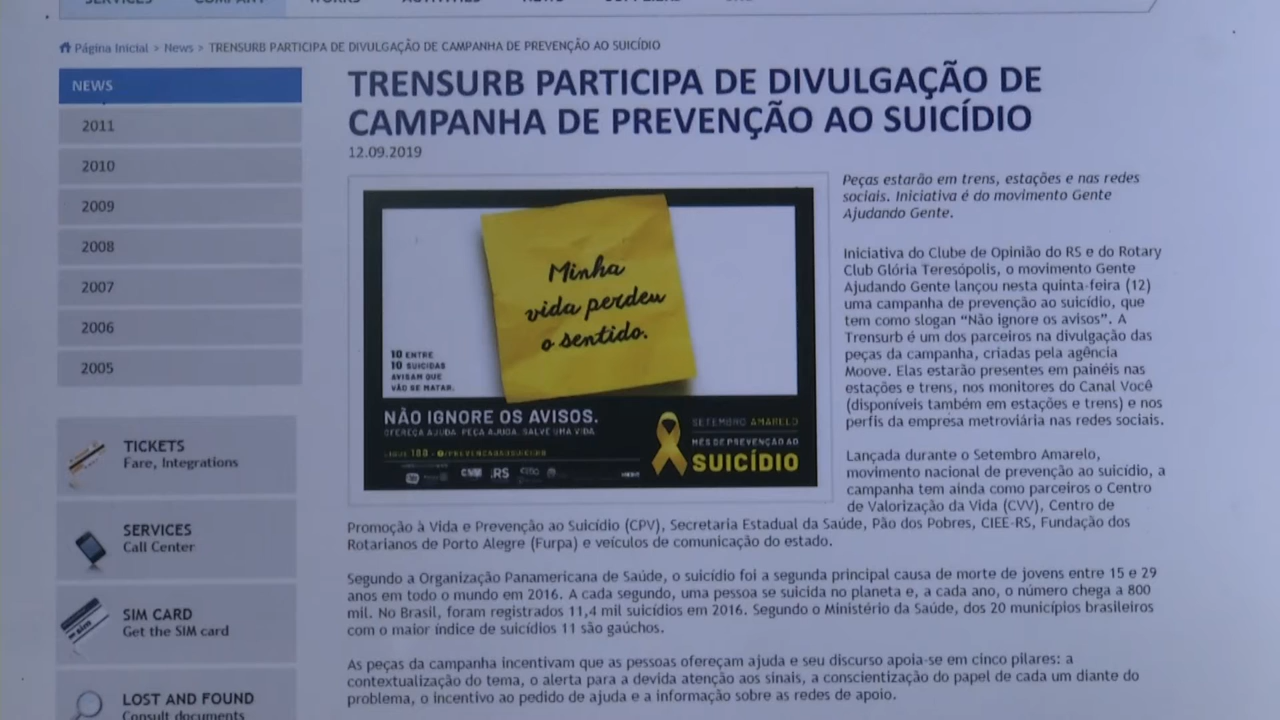 Página Inicial > News > TRENSURB PARTICIPA DE DIVULGAÇÃO DE CAMPANHA DE PREVENÇÃO AO SUICÍDIO
NEWS
2011
2010
2009
2008
2007
2006
2005
TICKETS
Fare, Integrations
SERVICES
Call Center
SIM CARD
Get the SIM card
LOST AND FOUND
Consult documents
TRENSURB PARTICIPA DE DIVULGAÇÃO DE
CAMPANHA DE PREVENÇÃO AO SUICÍDIO
12.09.2019
Minha
vida perdeu
o sentido.
10 ENTRE
10 SUICIDAS
AVISAM QUE
VÃO SE MATAR.
NÃO IGNORE OS AVISOS.
OFEREÇA AJUDA. PEÇA AJUDA. SALVE UMA VIDA.
SETEMBRO AMARELO
MÊS DE PREVENÇÃO AO
SUICÍDIO
Peças estarão em trens, estações e nas redes
sociais. Iniciativa é do movimento Gente
Ajudando Gente.
Iniciativa do Clube de Opinião do RS e do Rotary
Club Glória Teresópolis, o movimento Gente
Ajudando Gente lançou nesta quinta-feira (12)
uma campanha de prevenção ao suicídio, que
tem como slogan “Não ignore os avisos”. A
Trensurb é um dos parceiros na divulgação das
peças da campanha, criadas pela agência
Moove. Elas estarão presentes em painéis nas
estações e trens, nos monitores do Canal Você
(disponíveis também em estações e trens) e nos
perfis da empresa metroviária nas redes sociais.
Lançada durante o Setembro Amarelo,
movimento nacional de prevenção ao suicídio, a
campanha tem ainda como parceiros o Centro
de Valorização da Vida (CVV), Centro de
Promoção à Vida e Prevenção ao Suicídio (CPV), Secretaria Estadual da Saúde, Pão dos Pobres, CIEE-RS, Fundação dos
Rotarianos de Porto Alegre (Furpa) e veículos de comunicação do estado.
Segundo a Organização Panamericana de Saúde, o suicídio foi a segunda principal causa de morte de jovens entre 15 e 29
anos em todo o mundo em 2016. A cada segundo, uma pessoa se suicida no planeta e, a cada ano, o número chega a 800
mil. No Brasil, foram registrados 11,4 mil suicídios em 2016. Segundo o Ministério da Saúde, dos 20 municípios brasileiros
com o maior índice de suicídios 11 são gaúchos.
As peças da campanha incentivam que as pessoas ofereçam ajuda e seu discurso apoia-se em cinco pilares: a
contextualização do tema, o alerta para a devida atenção aos sinais, a conscientização do papel de cada um diante do
problema, o incentivo ao pedido de ajuda e a informação sobre as redes de apoio.